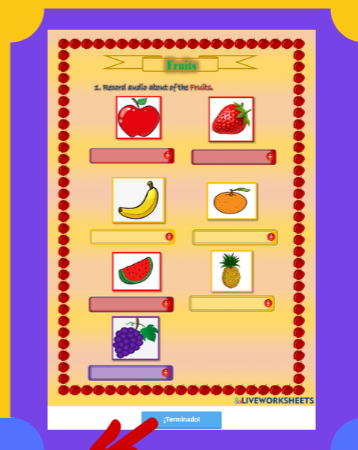 Fruits
1. Record audio about of the Fruits.
LIVEWORKSHEETS
¡Terminado!